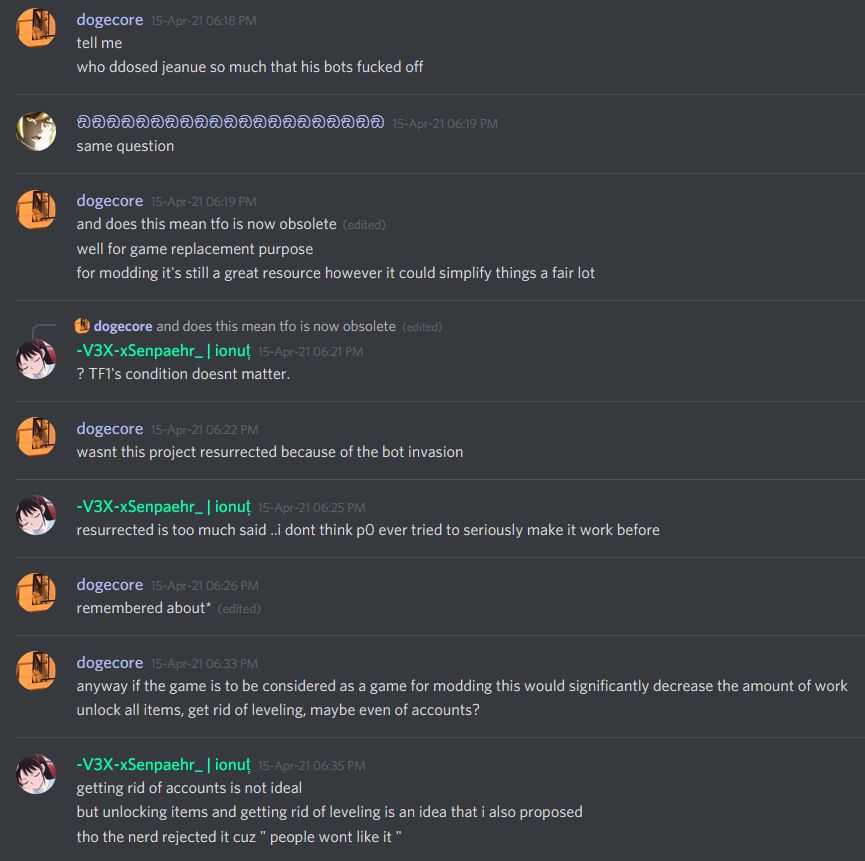 dogecore 15-Apr-21 06:18 PM
tell me
who ddosed jeanue so much that his bots fucked off
15-Apr-21 06:19 PM
same question
dogecore 15-Apr-21 06:19 PM
and does this mean tfo is now obsolete (edited)
well for game replacement purpose
for modding it's still a great resource however it could simplify things a fair lot
dogecore and does this mean tfo is now obsolete (edited)
-V3X-xSenpaehr_ | ionuț 15-Apr-21 06:21 PM
? TF1's condition doesnt matter.
dogecore 15-Apr-21 06:22 PM
wasnt this project resurrected because of the bot invasion
-V3X-xSenpaehr_ | ionuț 15-Apr-21 06:25 PM
resurrected is too much said ..i dont think p0 ever tried to seriously make it work before
dogecore 15-Apr-21 06:26 PM
remembered about* (edited)
dogecore 15-Apr-21 06:33 PM
anyway if the game is to be considered as a game for modding this would significantly decrease the amount of work
unlock all items, get rid of leveling, maybe even of accounts?
-V3X-xSenpaehr_ | ionuț 15-Apr-21 06:35 PM
getting rid of accounts is not ideal
but unlocking items and getting rid of leveling is an idea that i also proposed
tho the nerd rejected it cuz " people wont like it "